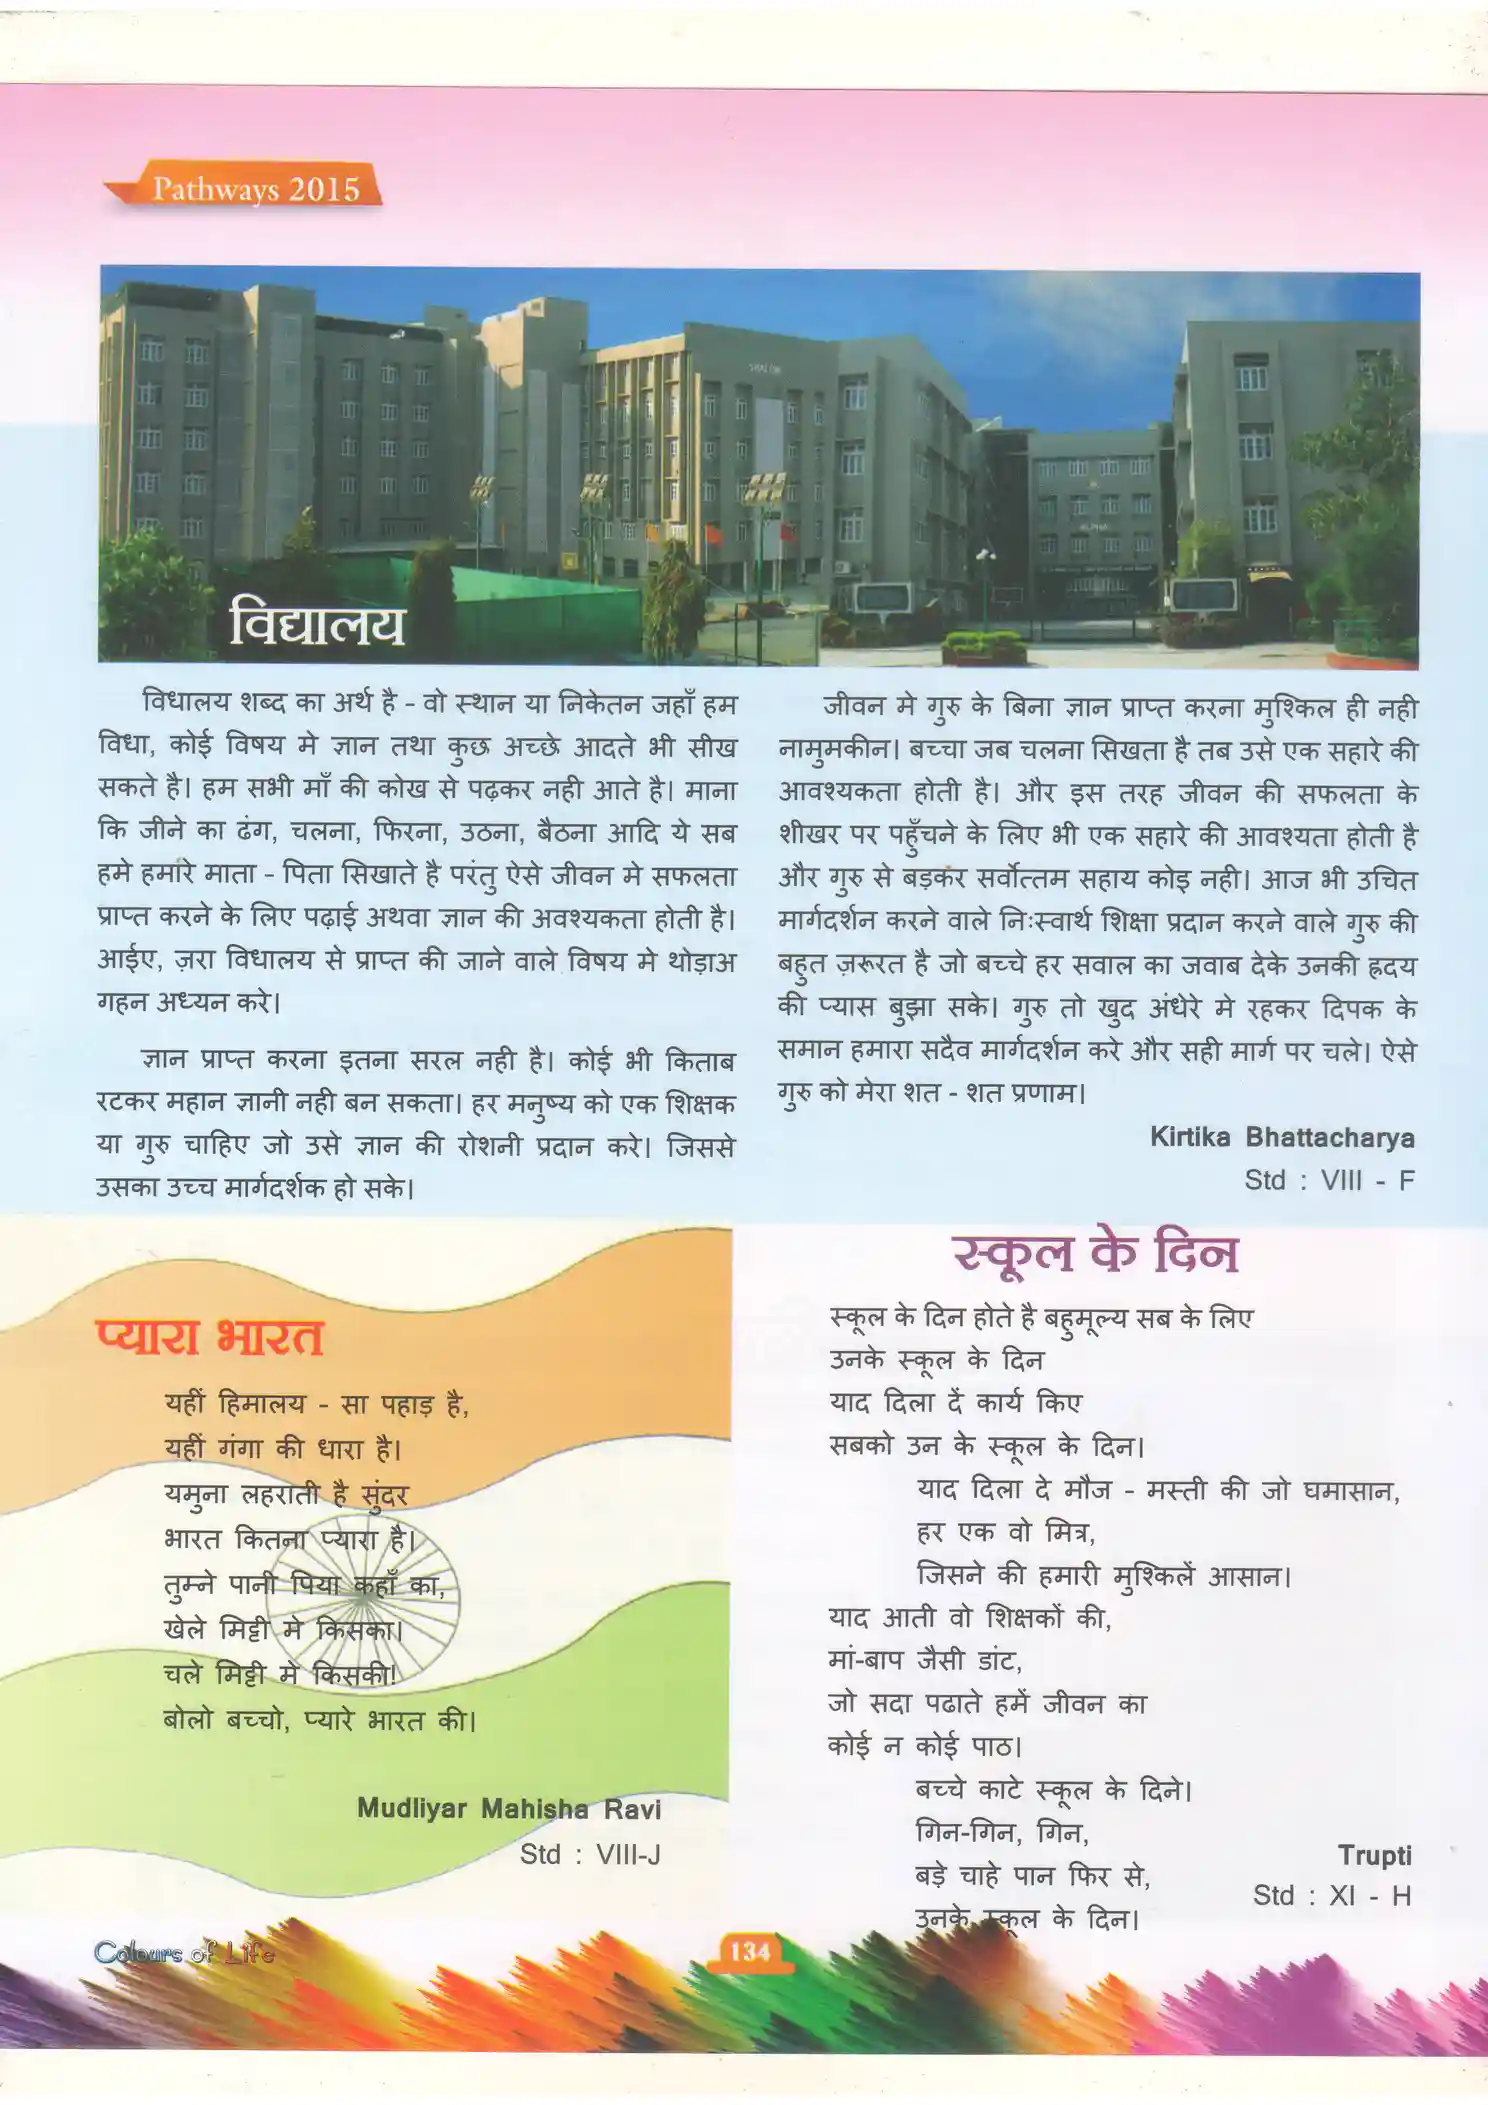 Pathways 2015
विद्यालय
विधालय शब्द का अर्थ है - वो स्थान या निकेतन जहाँ हम
विधा, कोई विषय मे ज्ञान तथा कुछ अच्छे आदते भी सीख
सकते है। हम सभी माँ की कोख से पढ़कर नही आते है। माना
कि जीने का ढंग, चलना, फिरना, उठना, बैठना आदि ये सब
हमे हमारे माता - पिता सिखाते है परंतु ऐसे जीवन मे सफलता
प्राप्त करने के लिए पढ़ाई अथवा ज्ञान की अवश्यकता होती है।
आईए, ज़रा विधालय से प्राप्त की जाने वाले विषय मे थोड़ाअ
गहन अध्यन करे।
ज्ञान प्राप्त करना इतना सरल नही है। कोई भी किताब
रटकर महान ज्ञानी नही बन सकता। हर मनुष्य को एक शिक्षक
या गुरु चाहिए जो उसे ज्ञान की रोशनी प्रदान करे। जिससे
उसका उच्च मार्गदर्शक हो सके।
जीवन मे गुरु के बिना ज्ञान प्राप्त करना मुश्किल ही नही
नामुमकीन। बच्चा जब चलना सिखता है तब उसे एक सहारे की
आवश्यकता होती है। और इस तरह जीवन की सफलता के
शीखर पर पहुँचने के लिए भी एक सहारे की आवश्यता होती है
और गुरु से बड़कर सर्वोत्तम सहाय कोइ नही। आज भी उचित
मार्गदर्शन करने वाले निःस्वार्थ शिक्षा प्रदान करने वाले गुरु की
बहुत ज़रूरत है जो बच्चे हर सवाल का जवाब देके उनकी ह्रदय
की प्यास बुझा सके। गुरु तो खुद अंधेरे मे रहकर दिपक के
समान हमारा सदैव मार्गदर्शन करे और सही मार्ग पर चले। ऐसे
गुरु को मेरा शत - शत प्रणाम।
Kirtika Bhattacharya
Std : VIII - F
प्यारा भारत
यहीं हिमालय - सा पहाड़ है,
यहीं गंगा की धारा है।
यमुना लहराती है सुंदर
भारत कितना प्यारा है।
तुम्ने पानी पिया कहाँ का,
खेले मिट्टी मे किसका।
चले मिट्टी मे किसकी!
बोलो बच्चो, प्यारे भारत की।
Mudliyar Mahisha Ravi
Std : VIII-J
स्कूल के दिन
स्कूल के दिन होते है बहुमूल्य सब के लिए
उनके स्कूल के दिन
याद दिला दें कार्य किए
सबको उन के स्कूल के दिन।
याद दिला दे मौज - मस्ती की जो घमासान,
हर एक वो मित्र,
जिसने की हमारी मुश्किलें आसान।
याद आती वो शिक्षकों की,
मां-बाप जैसी डांट,
जो सदा पढाते हमें जीवन का
कोई न कोई पाठ।
बच्चे काटे स्कूल के दिने।
गिन-गिन, गिन,
बड़े चाहे पान फिर से,
उनके स्कूल के दिन।
Trupti
Std : XI - H
Colours of Life
134